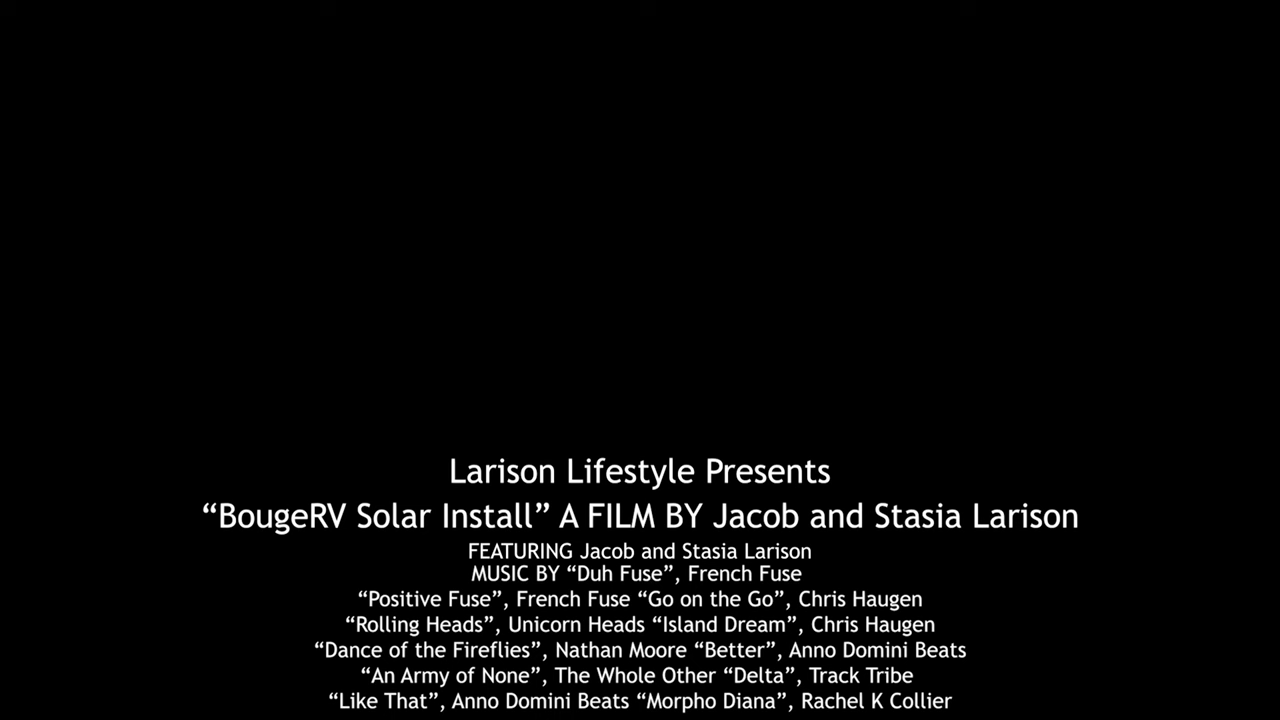 Larison Lifestyle Presents
“BougeRV Solar Install” A FILM BY Jacob and Stasia Larison
FEATURING Jacob and Stasia Larison
MUSIC BY “Duh Fuse”, French Fuse
“Positive Fuse”, French Fuse “Go on the Go”, Chris Haugen
“Rolling Heads”, Unicorn Heads “Island Dream”, Chris Haugen
“Dance of the Fireflies”, Nathan Moore “Better”, Anno Domini Beats
“An Army of None”, The Whole Other “Delta”, Track Tribe
“Like That”, Anno Domini Beats “Morpho Diana”, Rachel K Collier